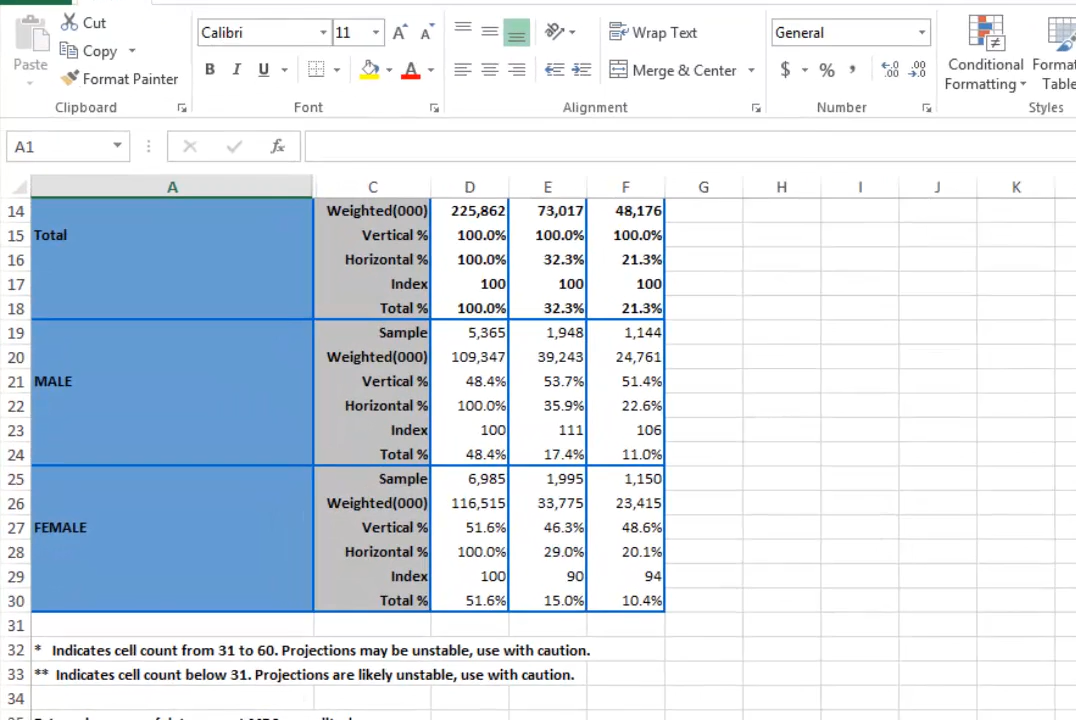 Cut
Copy
Paste
Format Painter
Clipboard
Calibri 11 A A
B I U A
Font
Wrap Text
Merge & Center
Alignment
General
$ % , .00 .0
Number
Conditional
Formatting
Format
Table
Styles
A1 fx
A C D E F G H I J K
14 Weighted(000) 225,862 73,017 48,176
15 Total Vertical % 100.0% 100.0% 100.0%
16 Horizontal % 100.0% 32.3% 21.3%
17 Index 100 100 100
18 Total % 100.0% 32.3% 21.3%
19 Sample 5,365 1,948 1,144
20 Weighted(000) 109,347 39,243 24,761
21 MALE Vertical % 48.4% 53.7% 51.4%
22 Horizontal % 100.0% 35.9% 22.6%
23 Index 100 111 106
24 Total % 48.4% 17.4% 11.0%
25 Sample 6,985 1,995 1,150
26 Weighted(000) 116,515 33,775 23,415
27 FEMALE Vertical % 51.6% 46.3% 48.6%
28 Horizontal % 100.0% 29.0% 20.1%
29 Index 100 90 94
30 Total % 51.6% 15.0% 10.4%
31
32 * Indicates cell count from 31 to 60. Projections may be unstable, use with caution.
33 ** Indicates cell count below 31. Projections are likely unstable, use with caution.
34